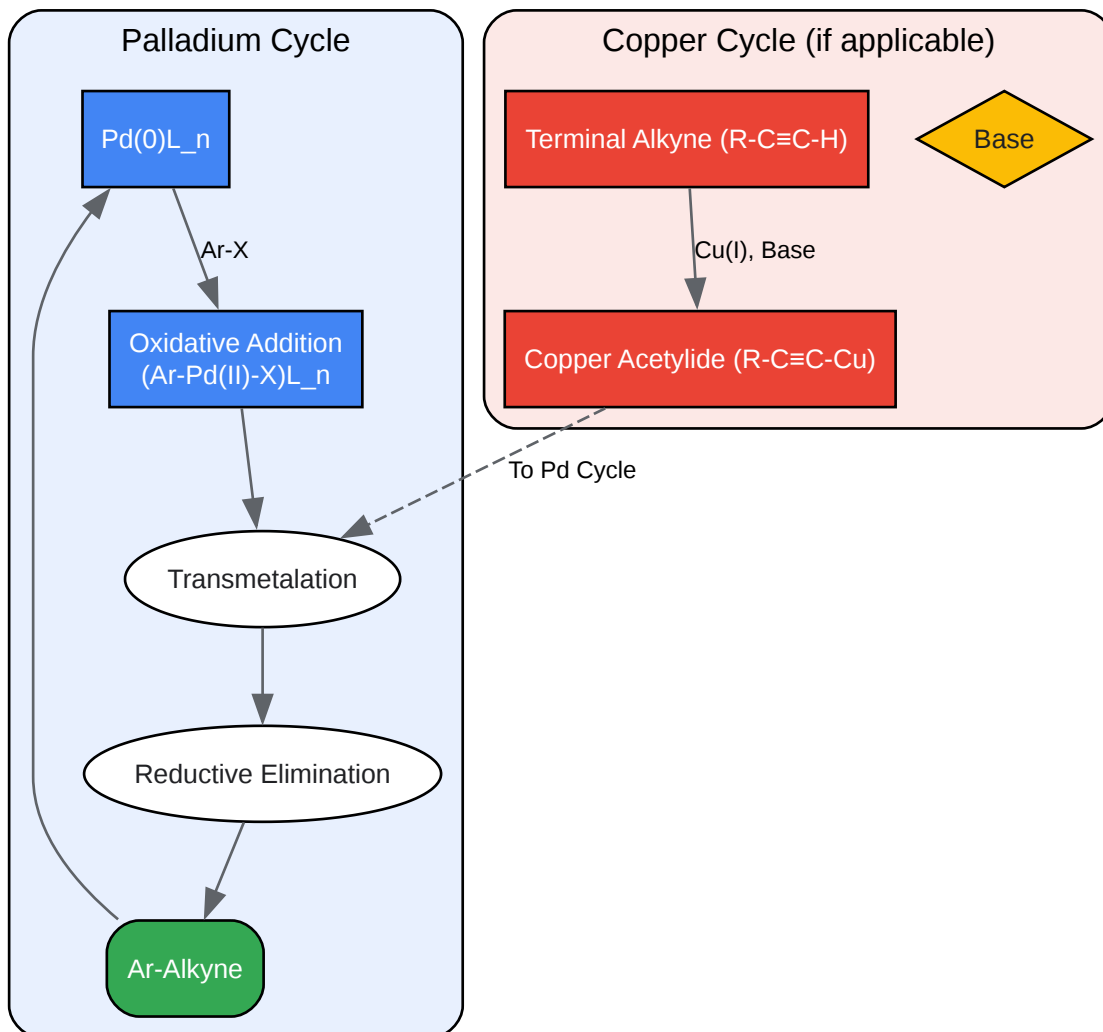 Palladium Cycle
Pd(0)L_n
Ar-X
Oxidative Addition
(Ar-Pd(II)-X)L_n
Transmetalation
Reductive Elimination
Ar-Alkyne
Copper Cycle (if applicable)
Terminal Alkyne (R-C≡C-H)
Base
Cu(I), Base
Copper Acetylide (R-C≡C-Cu)
To Pd Cycle